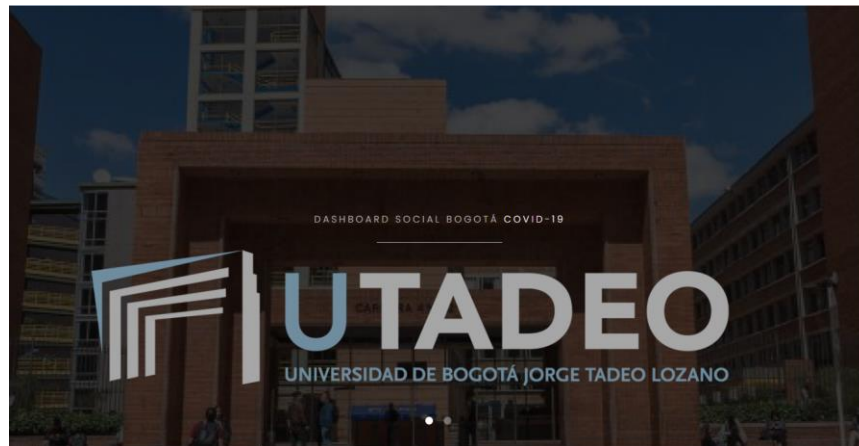 DASHBOARD SOCIAL BOGOTÁ COVID-19
UTADEO
UNIVERSIDAD DE BOGOTÁ JORGE TADEO LOZANO